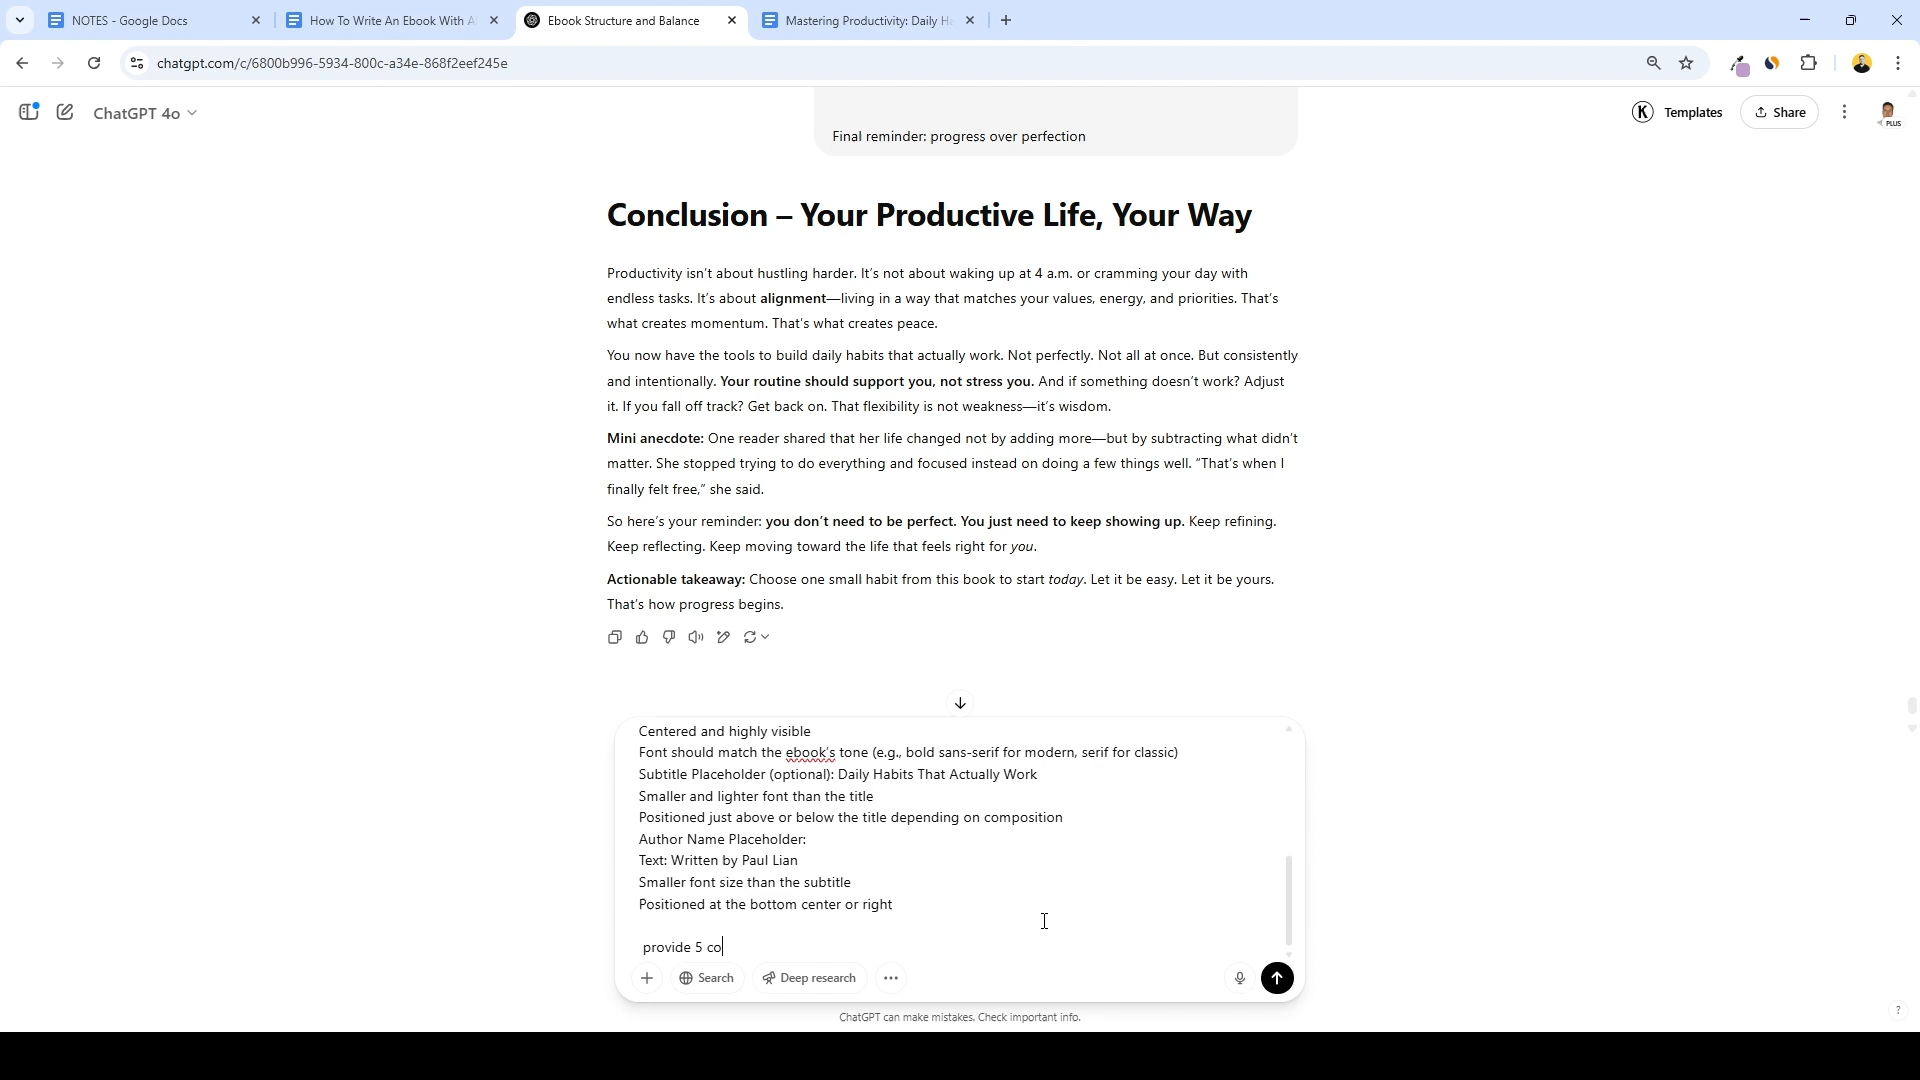 NOTES - Google Docs
How To Write An Ebook With A
Ebook Structure and Balance
Mastering Productivity: Daily H
chatgpt.com/c/6800b996-5934-800c-a34e-868f2eef245e
ChatGPT 4o
K Templates
Share
PLUS
Final reminder: progress over perfection
Conclusion – Your Productive Life, Your Way
Productivity isn't about hustling harder. It's not about waking up at 4 a.m. or cramming your day with
endless tasks. It's about alignment—living in a way that matches your values, energy, and priorities. That's
what creates momentum. That's what creates peace.
You now have the tools to build daily habits that actually work. Not perfectly. Not all at once. But consistently
and intentionally. Your routine should support you, not stress you. And if something doesn't work? Adjust
it. If you fall off track? Get back on. That flexibility is not weakness—it's wisdom.
Mini anecdote: One reader shared that her life changed not by adding more—but by subtracting what didn't
matter. She stopped trying to do everything and focused instead on doing a few things well. “That's when I
finally felt free,” she said.
So here's your reminder: you don't need to be perfect. You just need to keep showing up. Keep refining.
Keep reflecting. Keep moving toward the life that feels right for you.
Actionable takeaway: Choose one small habit from this book to start today. Let it be easy. Let it be yours.
That's how progress begins.
Centered and highly visible
Font should match the ebook's tone (e.g., bold sans-serif for modern, serif for classic)
Subtitle Placeholder (optional): Daily Habits That Actually Work
Smaller and lighter font than the title
Positioned just above or below the title depending on composition
Author Name Placeholder:
Text: Written by Paul Lian
Smaller font size than the subtitle
Positioned at the bottom center or right
provide 5 co
Search
Deep research
ChatGPT can make mistakes. Check important info.
?